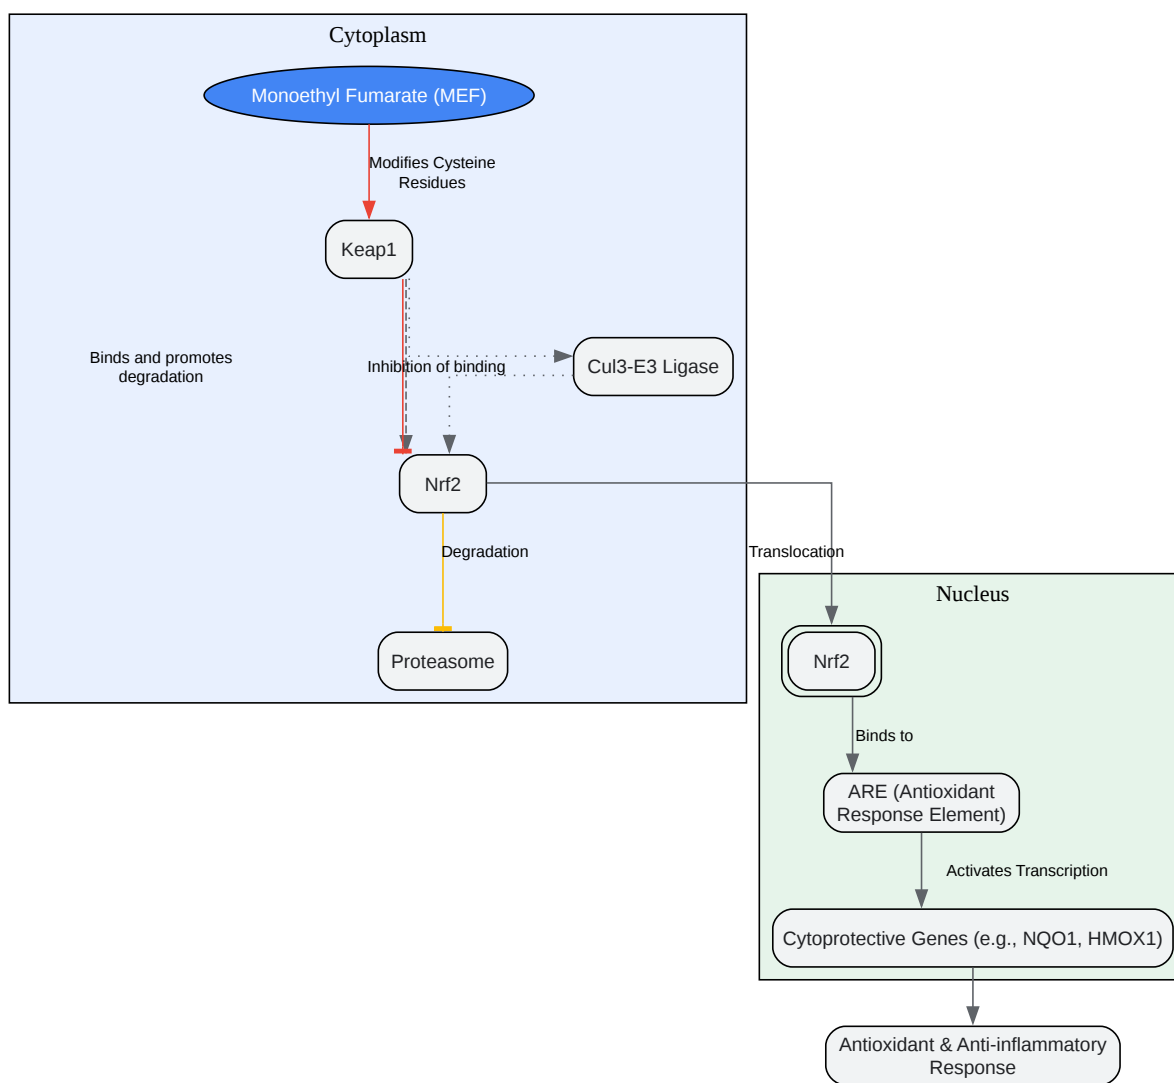 Cytoplasm
Monoethyl Fumarate (MEF)
Modifies Cysteine
Residues
Keap1
Binds and promotes
degradation
Inhibition of binding
Cul3-E3 Ligase
Nrf2
Degradation
Translocation
Proteasome
Nucleus
Nrf2
Binds to
ARE (Antioxidant
Response Element)
Activates Transcription
Cytoprotective Genes (e.g., NQO1, HMOX1)
Antioxidant & Anti-inflammatory
Response